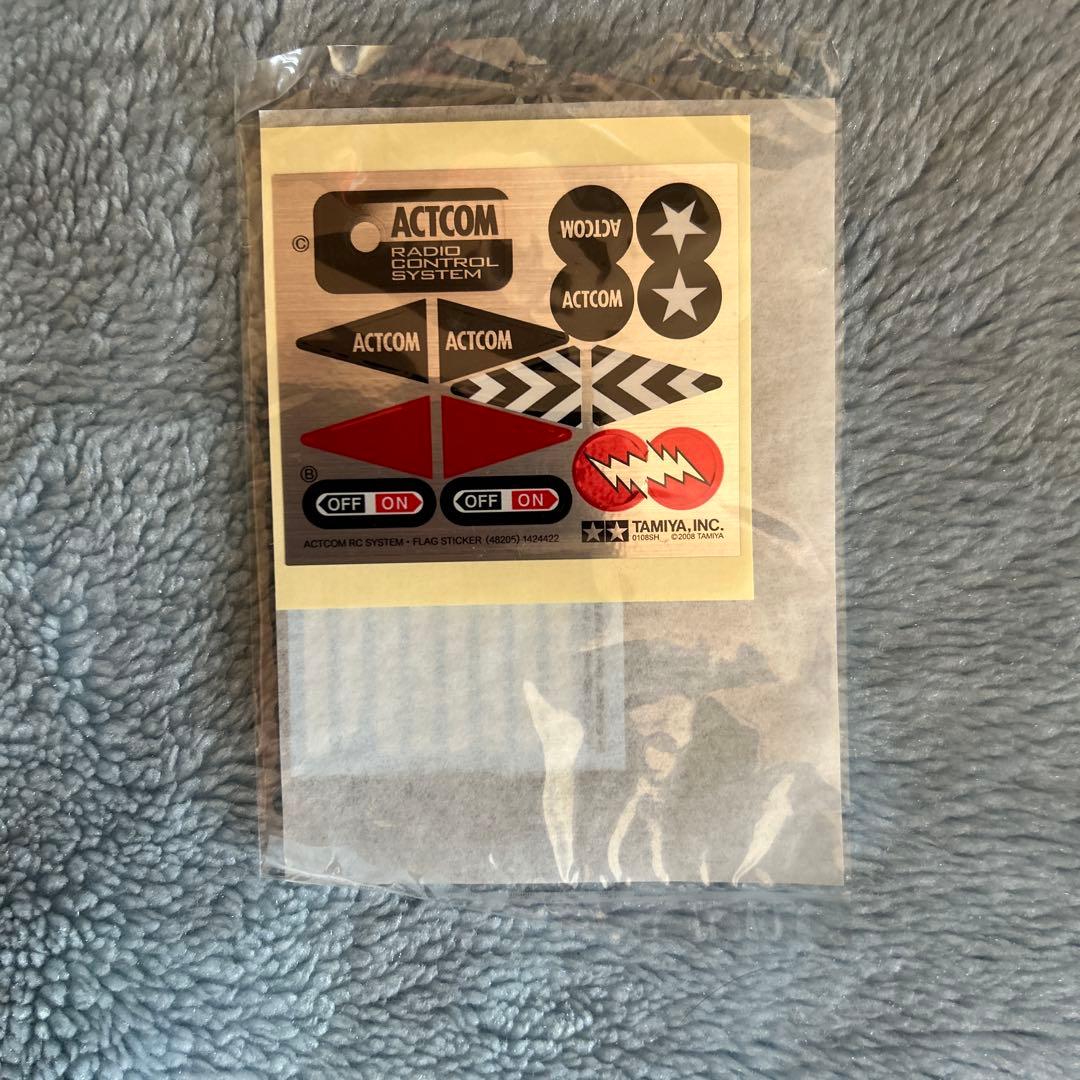 Ⓒ
ACTCOM
RADIO
CONTROL
SYSTEM
ACTCOM
ACTCOM
ACTCOM
ACTCOM
Ⓑ
OFF ON
OFF ON
ACTCOM RC SYSTEM・FLAG STICKER (48205) 1424422
TAMIYA, INC.
0108SH ©2008 TAMIYA